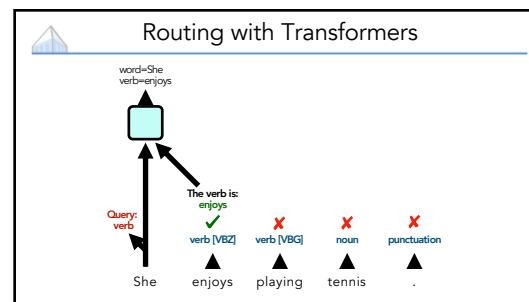 Routing with Transformers
word=She
verb=enjoys
The verb is:
enjoys
Query:
verb
✓ ✘ ✘ ✘
verb [VBZ] verb [VBG] noun punctuation
She enjoys playing tennis .